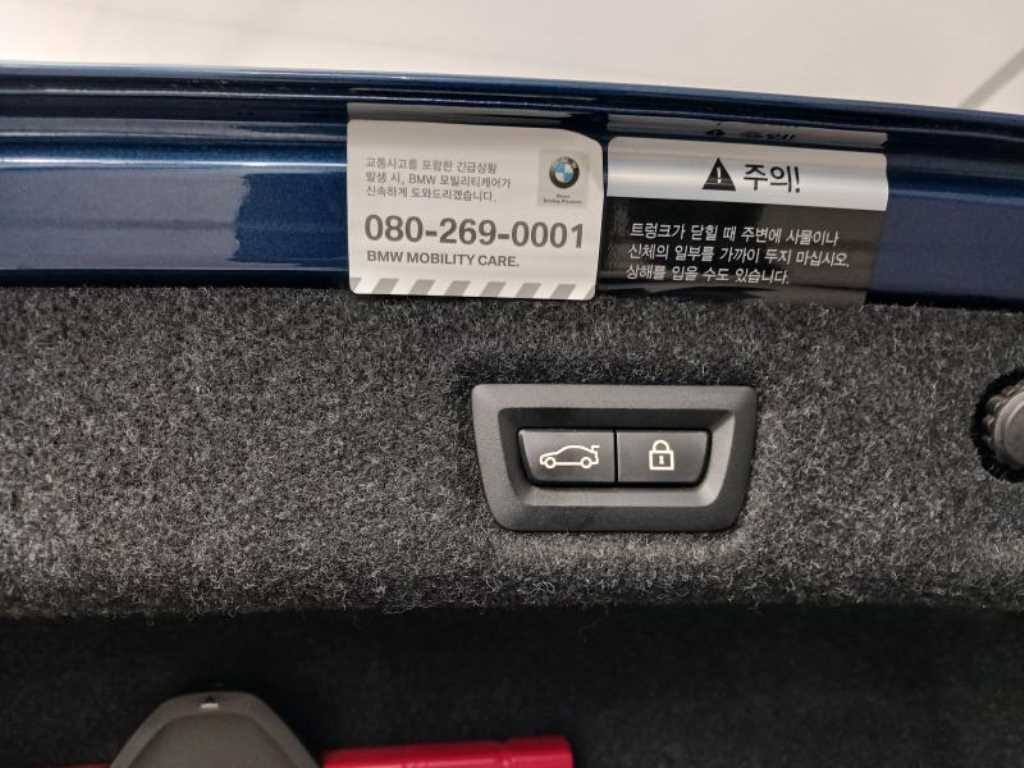 교통사고를 포함한 긴급상황
발생 시, BMW 모빌리티케어가
신속하게 도와드리겠습니다.
080-269-0001
BMW MOBILITY CARE.
주의!
트렁크가 닫힐 때 주변에 사물이나
신체의 일부를 가까이 두지 마십시오.
상해를 입을 수도 있습니다.